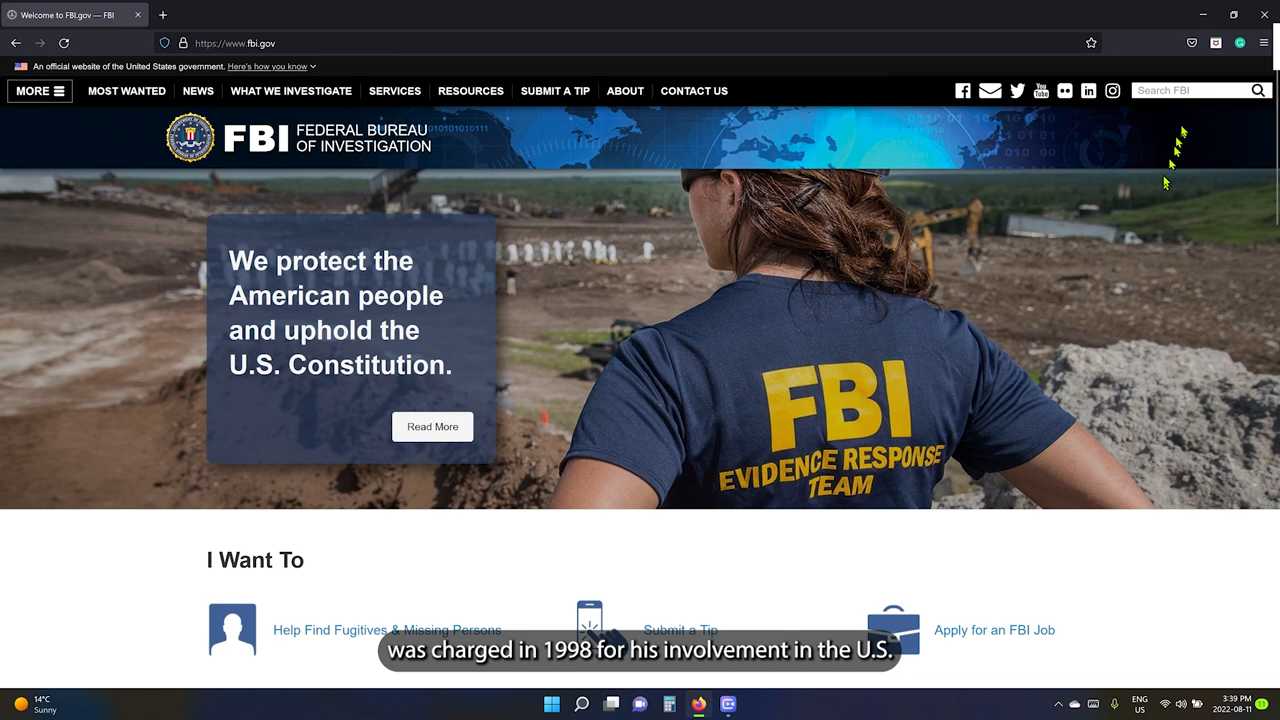 Welcome to FBI.gov — FBI
https://www.fbi.gov
An official website of the United States government. Here's how you know
MORE MOST WANTED NEWS WHAT WE INVESTIGATE SERVICES RESOURCES SUBMIT A TIP ABOUT CONTACT US
You Tube
Search FBI
FBI FEDERAL BUREAU
OF INVESTIGATION
We protect the
American people
and uphold the
U.S. Constitution.
Read More
FBI
EVIDENCE RESPONSE
TEAM
I Want To
Help Find Fugitives & Missing Persons
Submit a Tip
Apply for an FBI Job
was charged in 1998 for his involvement in the U.S.
14°C
Sunny
ENG
US
3:39 PM
2022-08-11
11